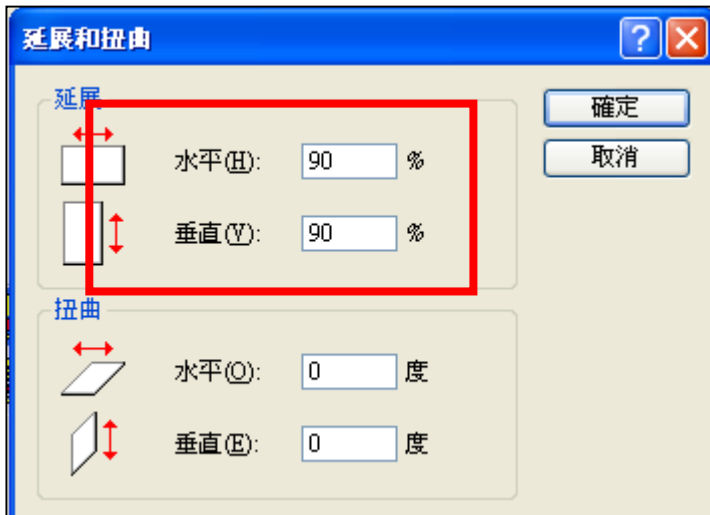 延展和扭曲
延展
水平(H): 90 %
垂直(V): 90 %
確定
取消
扭曲
水平(O): 0 度
垂直(E): 0 度